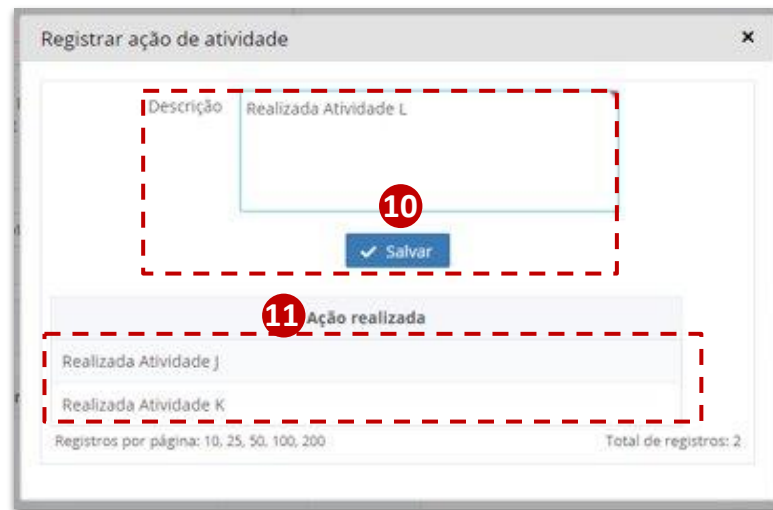 Registrar ação de atividade ×
Descrição Realizada Atividade L
10
Salvar
11 Ação realizada
Realizada Atividade J
Realizada Atividade K
Registros por página: 10, 25, 50, 100, 200 Total de registros: 2